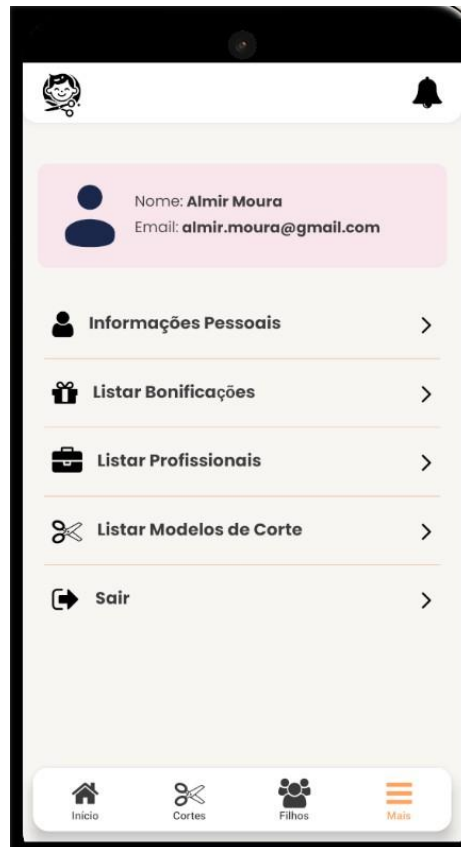 Nome: Almir Moura
Email: almir.moura@gmail.com
Informações Pessoais
Listar Bonificações
Listar Profissionais
Listar Modelos de Corte
Sair
Início
Cortes
Filhos
Mais